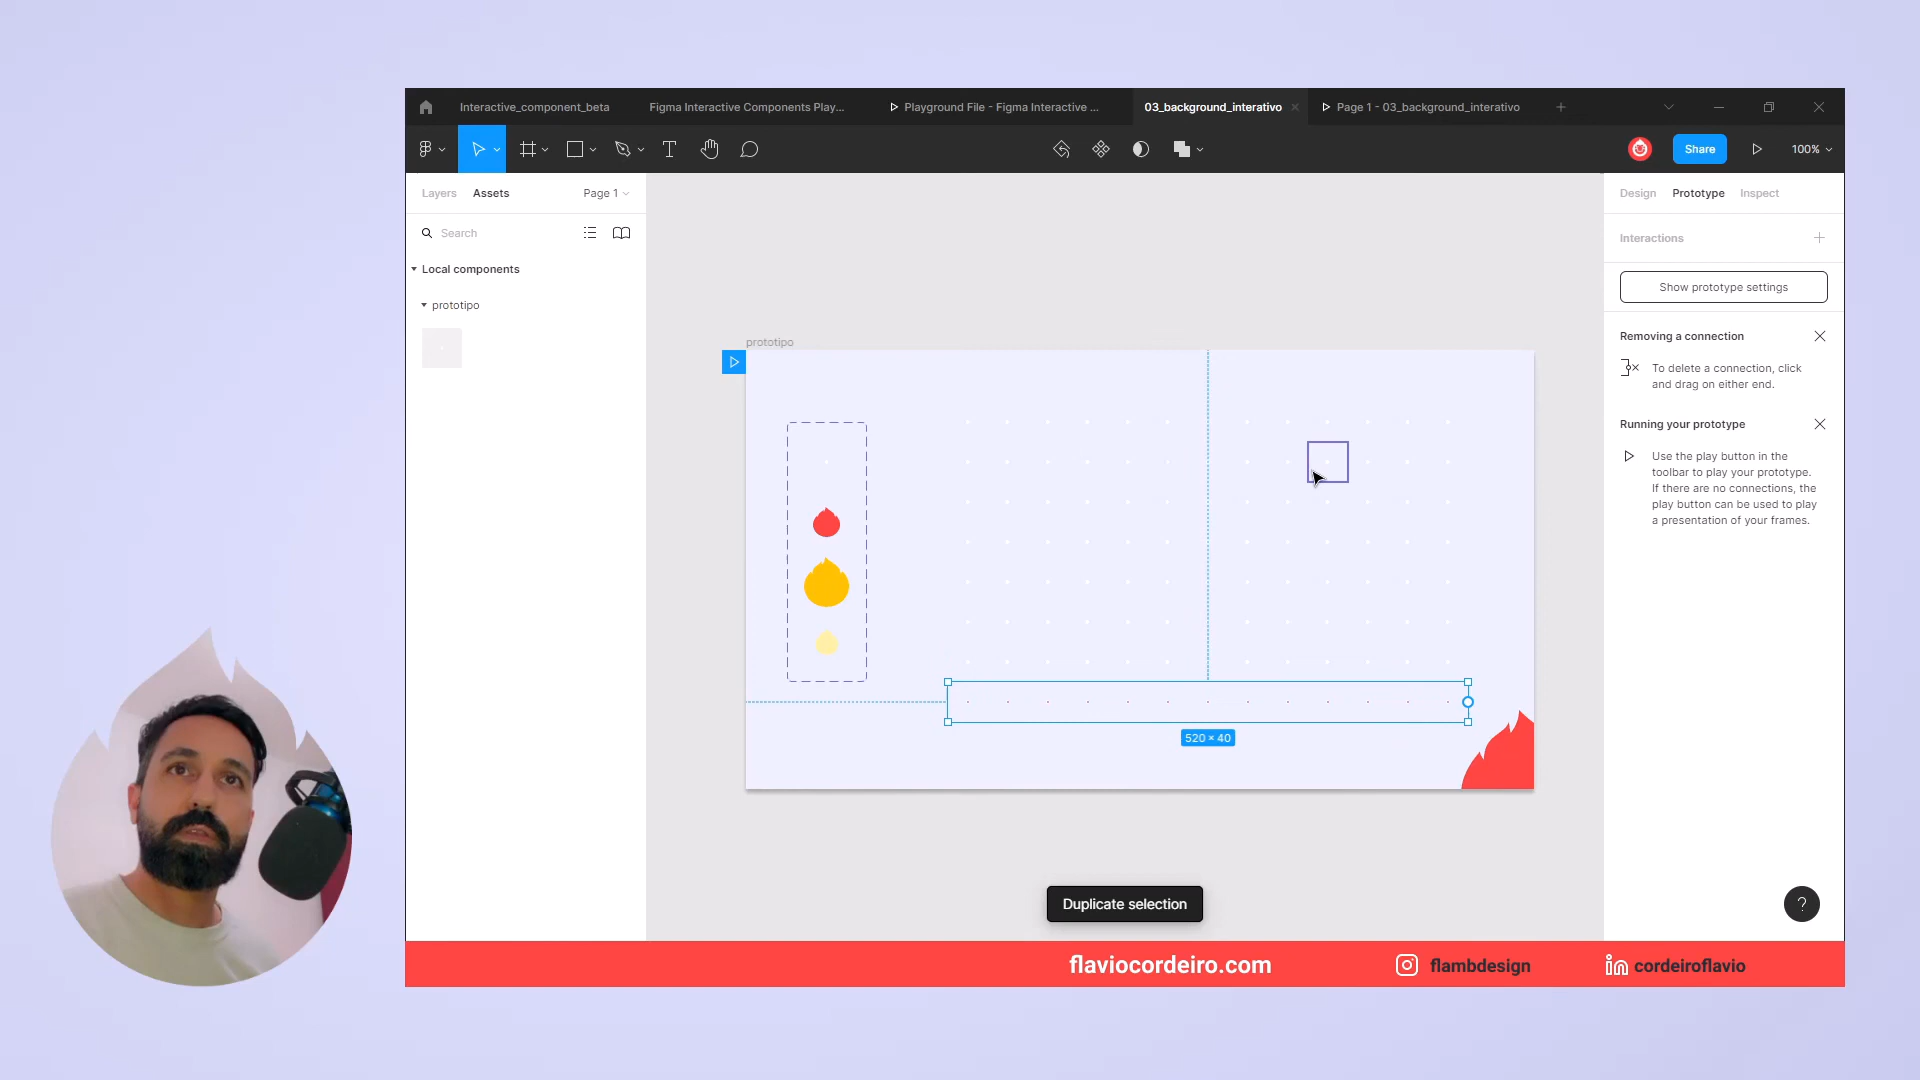 Interactive_component_beta
Figma Interactive Components Play...
Playground File - Figma Interactive ...
03_background_interativo
Page 1 - 03_background_interativo
Share
100%
Layers
Assets
Page 1
Design
Prototype
Inspect
Search
Interactions
Local components
Show prototype settings
prototipo
Removing a connection
To delete a connection, click
and drag on either end.
prototipo
Running your prototype
Use the play button in the
toolbar to play your prototype.
If there are no connections, the
play button can be used to play
a presentation of your frames.
520 × 40
Duplicate selection
?
flaviocordeiro.com
flambdesign
in cordeiroflavio